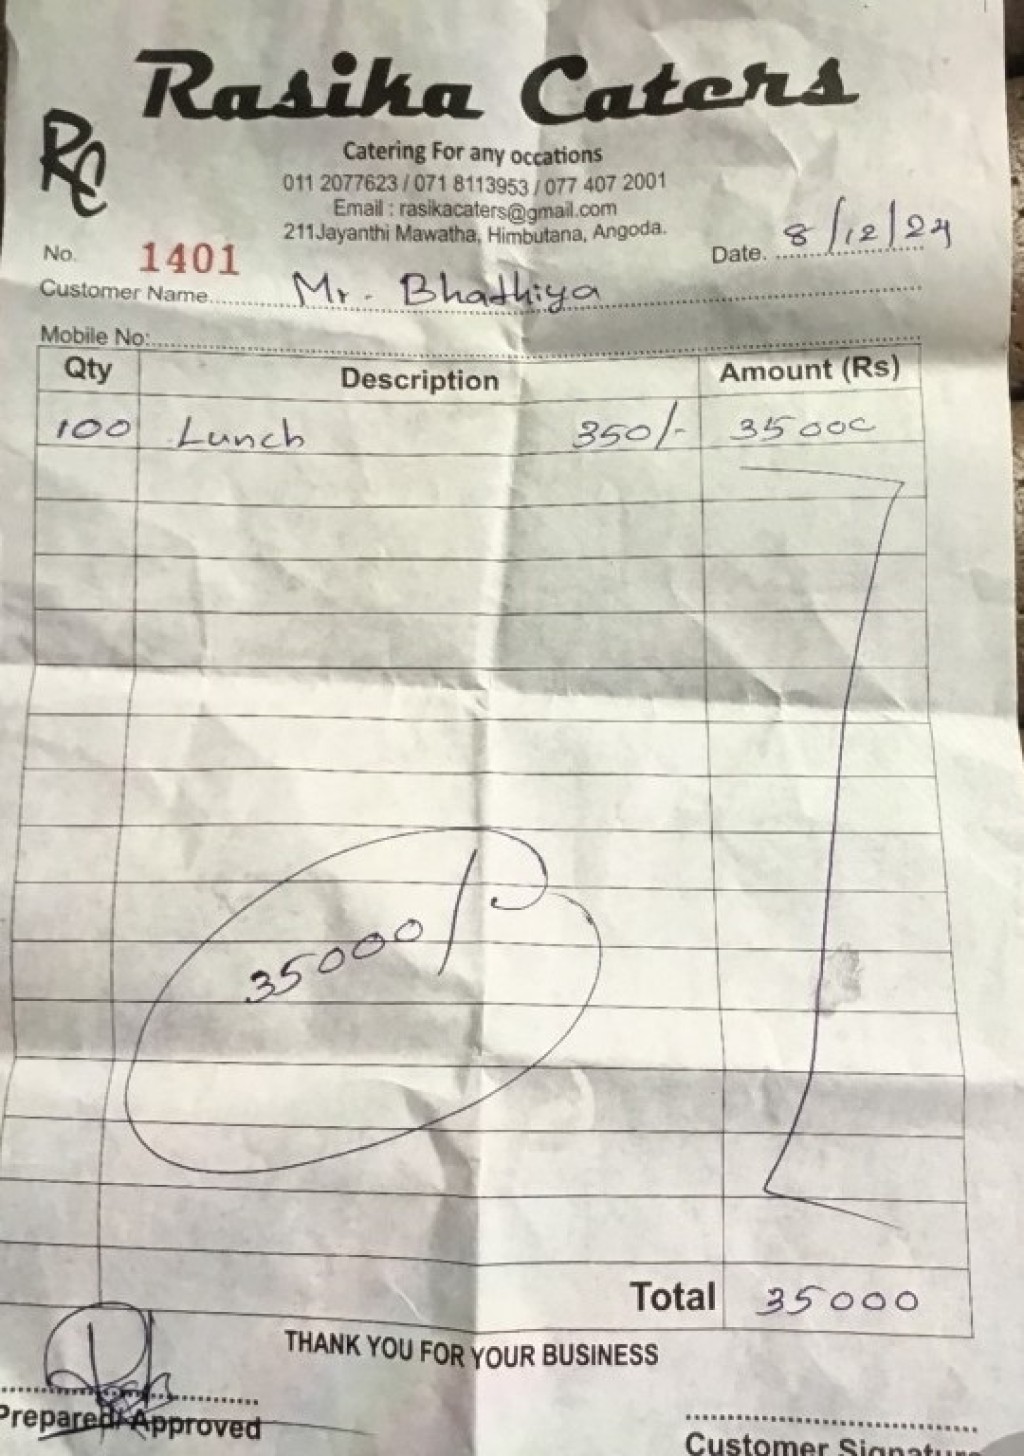 Rasika Caters
RC
Catering For any occations
011 2077623 / 071 8113953 / 077 407 2001
Email : rasikacaters@gmail.com
211 Jayanthi Mawatha, Himbutana, Angoda.
No. 1401
Date. 8/12/24
Customer Name. Mr. Bhathiya
Mobile No:
Qty Description Amount (Rs)
100 Lunch 350/- 35000
35000/
Total 35000
THANK YOU FOR YOUR BUSINESS
Prepared/Approved
Customer Signature